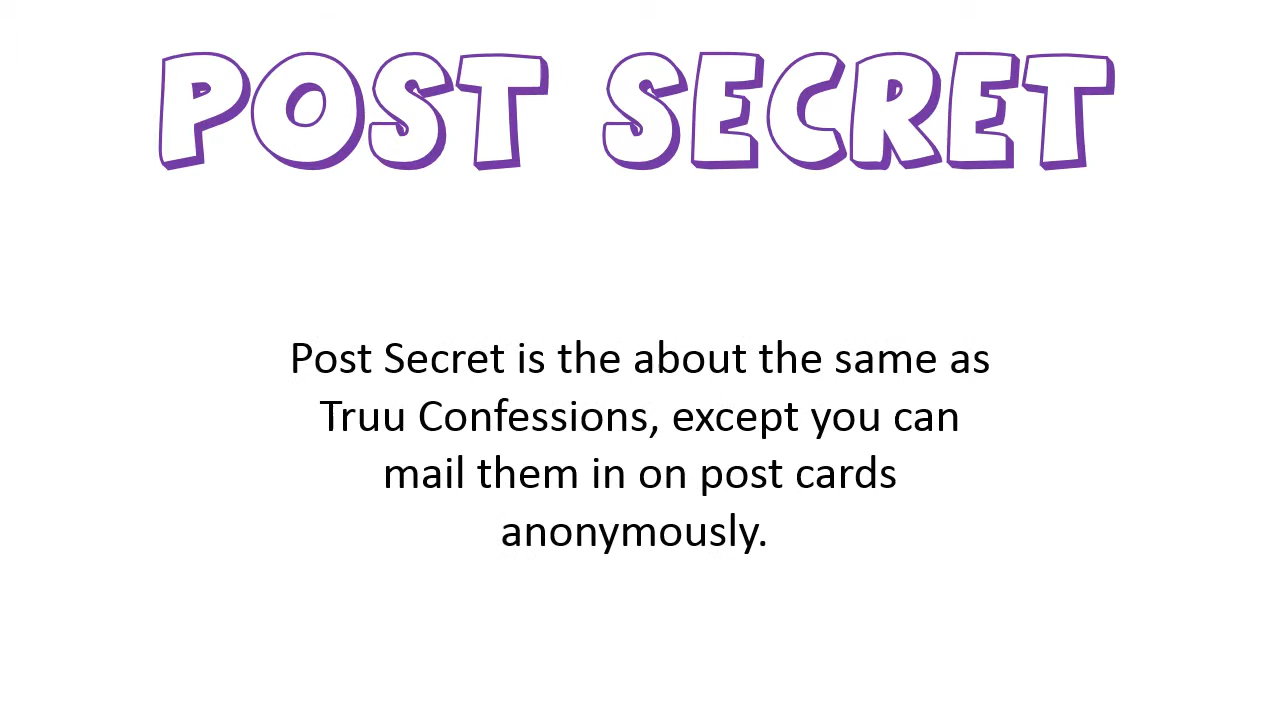 POST SECRET
Post Secret is the about the same as
Truu Confessions, except you can
mail them in on post cards
anonymously.